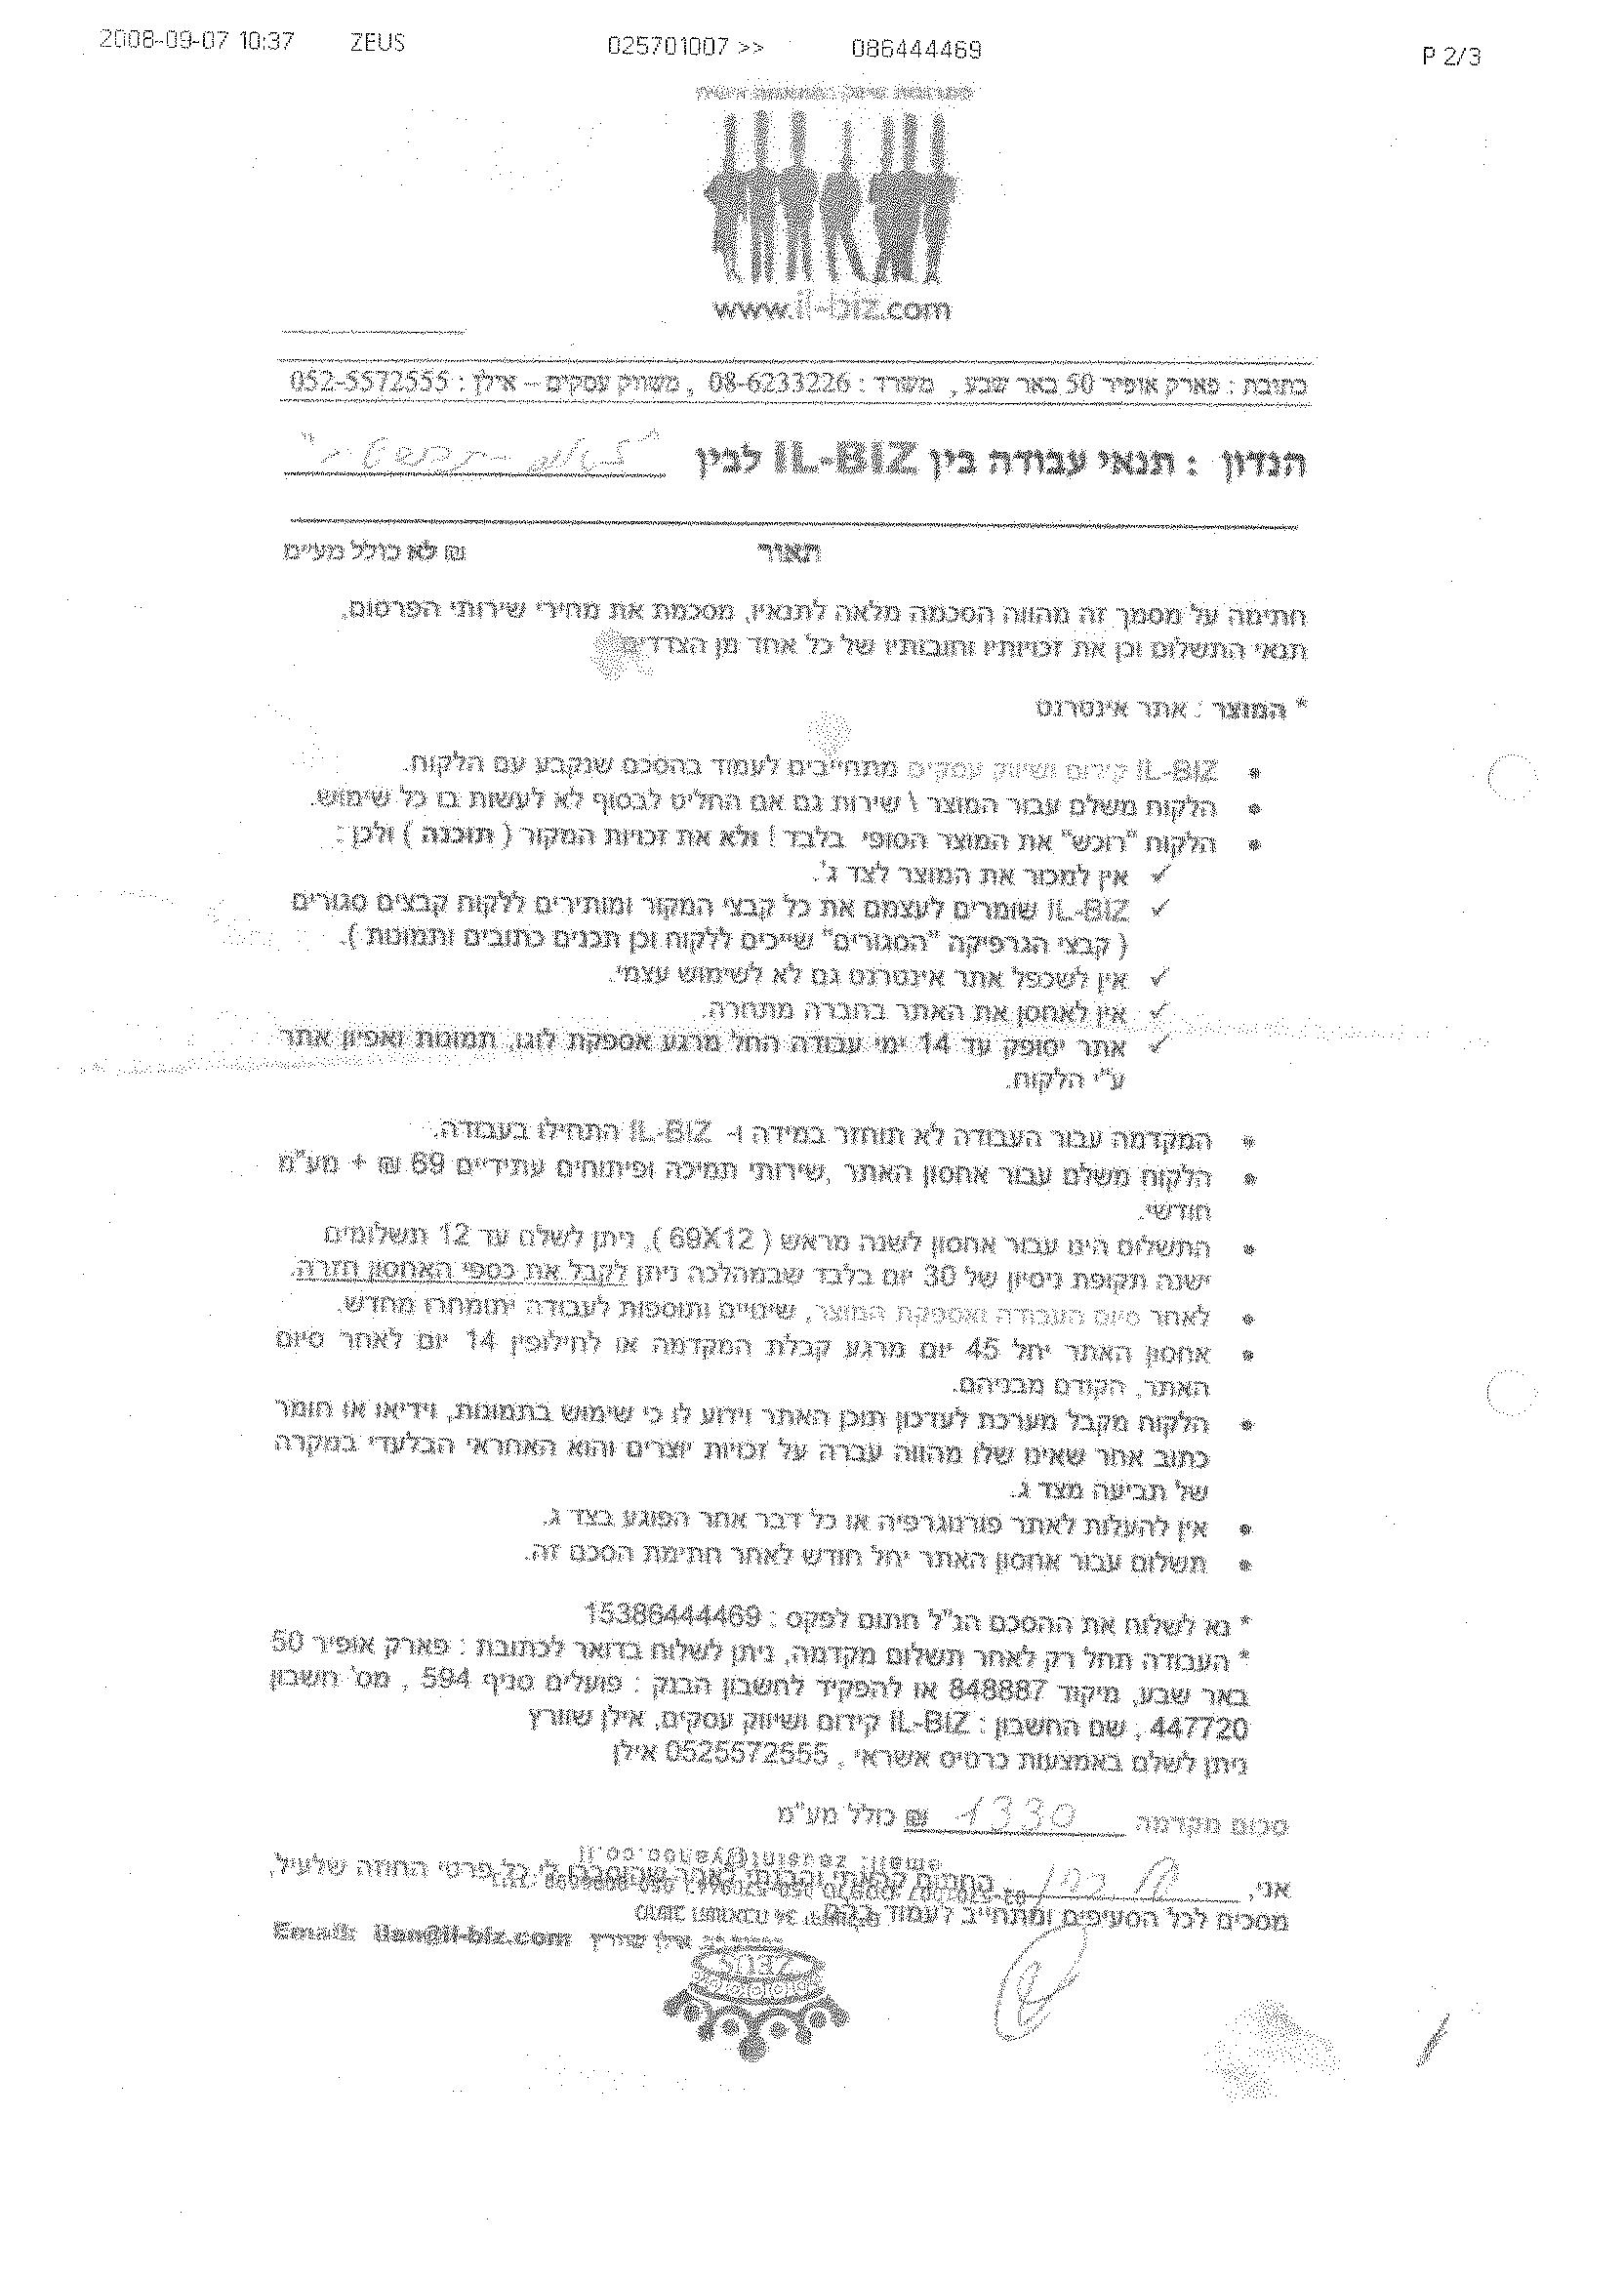 2008-09-07 10:37 ZEUS 025701007 >> 086444469 P 2/3
www.il-biz.com
כתובת : פארק אופיר 50 באר שבע , משרד : 08-6233226 , משווק עסקים – אילן : 052-5572555
הנדון : תנאי עבודה בין IL-BIZ לבין
תאור ₪ לא כולל מע״מ
חתימה על מסמך זה מהווה הסכמה מלאה לתנאיו, מסכמת את מחירי שירותי הפרסום,
תנאי התשלום וכן את זכויותיו וחובותיו של כל אחד מן הצדדים
* המוצר : אתר אינטרנט
• IL-BIZ קידום ושיווק עסקים מתחייבים לעמוד בהסכם שנקבע עם הלקוח.
• הלקוח משלם עבור המוצר / שירות גם אם החליט לבסוף לא לעשות בו כל שימוש.
• הלקוח "רוכש" את המוצר הסופי בלבד ! ולא את זכויות המקור ( תוכנה ) ולכן :
✓ אין למכור את המוצר לצד ג'.
✓ IL-BIZ שומרים לעצמם את כל קבצי המקור ומותירים ללקוח קבצים סגורים
( קבצי הגרפיקה "הסגורים" שייכים ללקוח וכן תכנים כתובים ותמונות ).
✓ אין לשכפל אתר אינטרנט גם לא לשימוש עצמי.
✓ אין לאחסן את האתר בחברה מתחרה.
✓ אתר יסופק עד 14 ימי עבודה החל מרגע אספקת לוגו, תמונות ואפיון אתר
ע"י הלקוח.
• המקדמה עבור העבודה לא תוחזר במידה ו- IL-BIZ התחילו בעבודה.
• הלקוח משלם עבור אחסון האתר ,שירותי תמיכה ופיתוחים עתידיים 69 ₪ + מע"מ
חודשי.
• התשלום הינו עבור אחסון לשנה מראש ( 69X12 ), ניתן לשלם עד 12 תשלומים
ישנה תקופת ניסיון של 30 יום בלבד שבמהלכה ניתן לקבל את כספי האחסון חזרה.
• לאחר סיום העבודה ואספקת המוצר, שינויים ותוספות לעבודה יתומחרו מחדש.
• אחסון האתר יחל 45 יום מרגע קבלת המקדמה או לחילופין 14 יום לאחר סיום
האתר, הקודם מבניהם.
• הלקוח מקבל מערכת לעדכון תוכן האתר וידוע לו כי שימוש בתמונות, וידיאו או חומר
כתוב אחר שאינו שלו מהווה עברה על זכויות יוצרים והוא האחראי הבלעדי במקרה
של תביעה מצד ג.
• אין להעלות לאתר פורנוגרפיה או כל דבר אחר הפוגע בצד ג.
• תשלום עבור אחסון האתר יחל חודש לאחר חתימת הסכם זה.
* נא לשלוח את ההסכם הנ"ל חתום לפקס : 15386444469
* העבודה תחל רק לאחר תשלום מקדמה, ניתן לשלוח בדואר לכתובת : פארק אופיר 50
באר שבע, מיקוד 848887 או להפקיד לחשבון הבנק : פועלים סניף 594 , מס' חשבון
447720 , שם החשבון : IL-BIZ קידום ושיווק עסקים, אילן שוורץ
ניתן לשלם באמצעות כרטיס אשראי , 0525572555 אילן
סכום מקדמה 1330 ₪ כולל מע"מ
אני, החתום קראתי והבנתי לאחר שהוסברו לי כל פרטי החוזה שלעיל,
מסכים לכל הסעיפים ומתחייב לעמוד בהם.
אילן שוורץ Email: ilan@il-biz.com